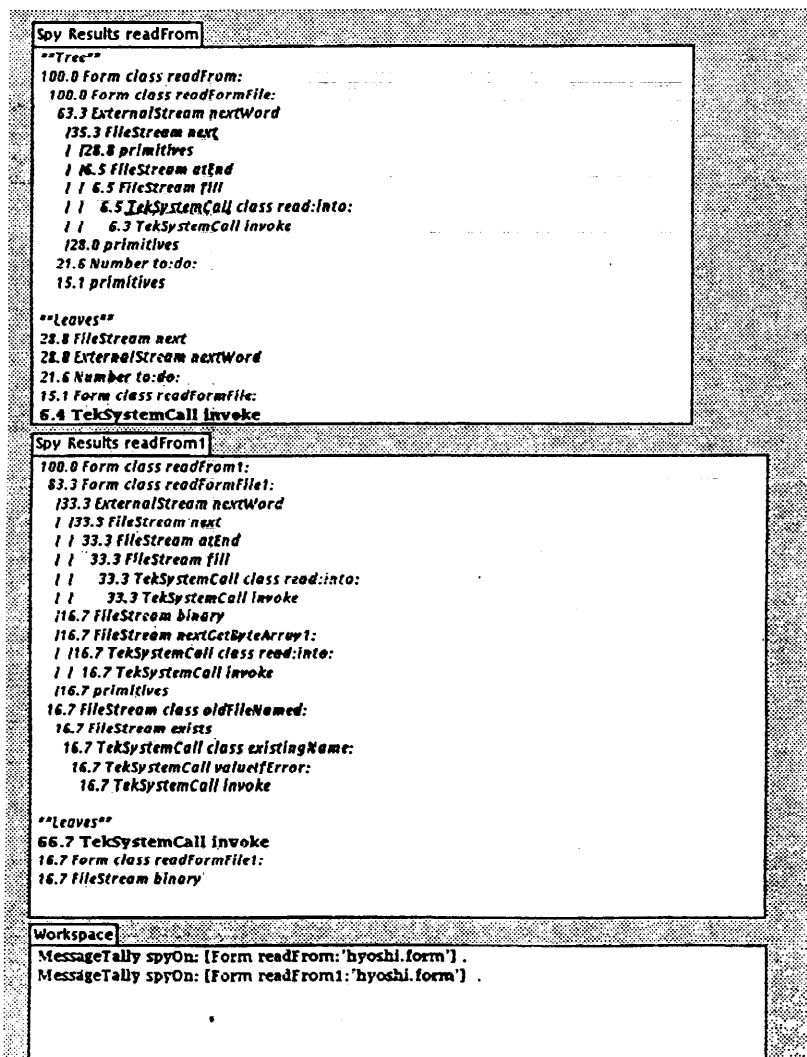 Spy Results readFrom
**Tree**
100.0 Form class readFrom:
100.0 Form class readFormFile:
63.3 ExternalStream nextWord
|35.3 FileStream next
| |28.8 primitives
| |6.5 FileStream atEnd
| | 6.5 FileStream fill
| | 6.5 TekSystemCall class read:into:
| | 6.3 TekSystemCall invoke
|28.0 primitives
21.6 Number to:do:
15.1 primitives
**Leaves**
28.8 FileStream next
28.0 ExternalStream nextWord
21.6 Number to:do:
15.1 Form class readFormFile:
6.4 TekSystemCall invoke
Spy Results readFrom1
100.0 Form class readFrom1:
83.3 Form class readFormFile1:
|33.3 ExternalStream nextWord
| |33.3 FileStream next
| | 33.3 FileStream atEnd
| | 33.3 FileStream fill
| | 33.3 TekSystemCall class read:into:
| | 33.3 TekSystemCall invoke
|16.7 FileStream binary
|16.7 FileStream nextGetByteArray1:
| |16.7 TekSystemCall class read:into:
| | 16.7 TekSystemCall invoke
|16.7 primitives
16.7 FileStream class oldFileNamed:
16.7 FileStream exists
16.7 TekSystemCall class existingName:
16.7 TekSystemCall valueIfError:
16.7 TekSystemCall invoke
**Leaves**
66.7 TekSystemCall invoke
16.7 Form class readFormFile1:
16.7 FileStream binary
Workspace
MessageTally spyOn: [Form readFrom:'hyoshi.form'] .
MessageTally spyOn: [Form readFrom1:'hyoshi.form'] .